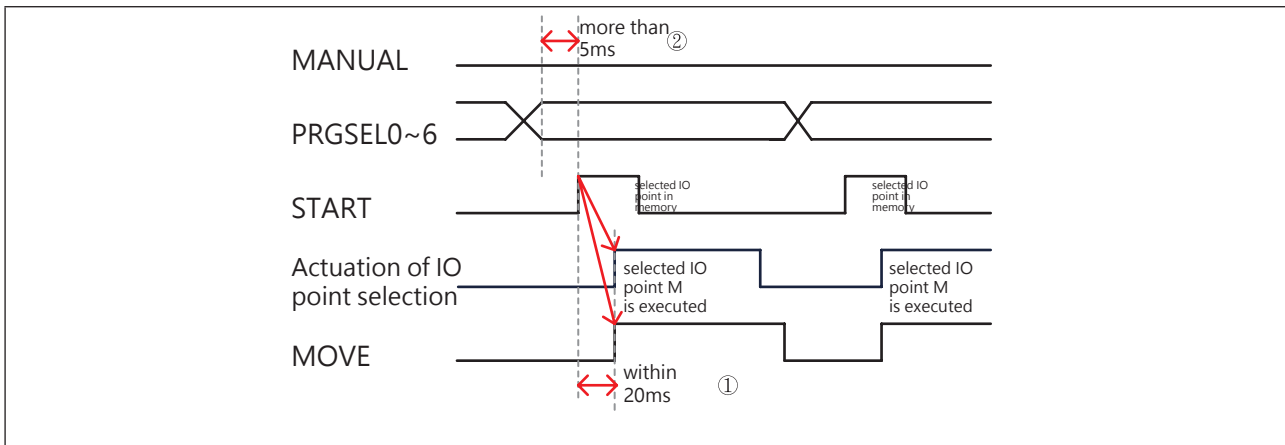 more than
5ms ②
MANUAL
PRGSEL0~6
START
selected IO
point in
memory
selected IO
point in
memory
Actuation of IO
point selection
selected IO
point M
is executed
selected IO
point M
is executed
MOVE
within
20ms ①